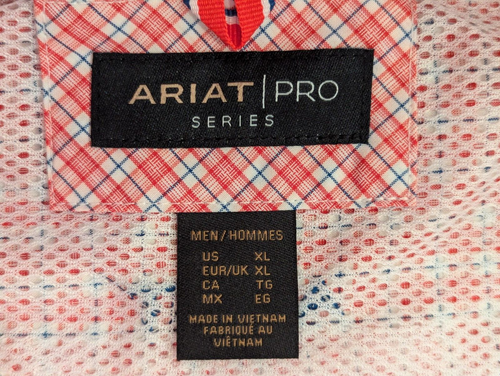 ARIAT | PRO
SERIES
MEN/HOMMES
US XL
EUR/UK XL
CA TG
MX EG
MADE IN VIETNAM
FABRIQUÉ AU
VIÊTNAM